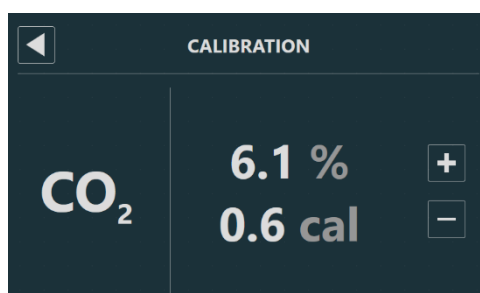 CALIBRATION
CO₂
6.1 %
0.6 cal
+
−